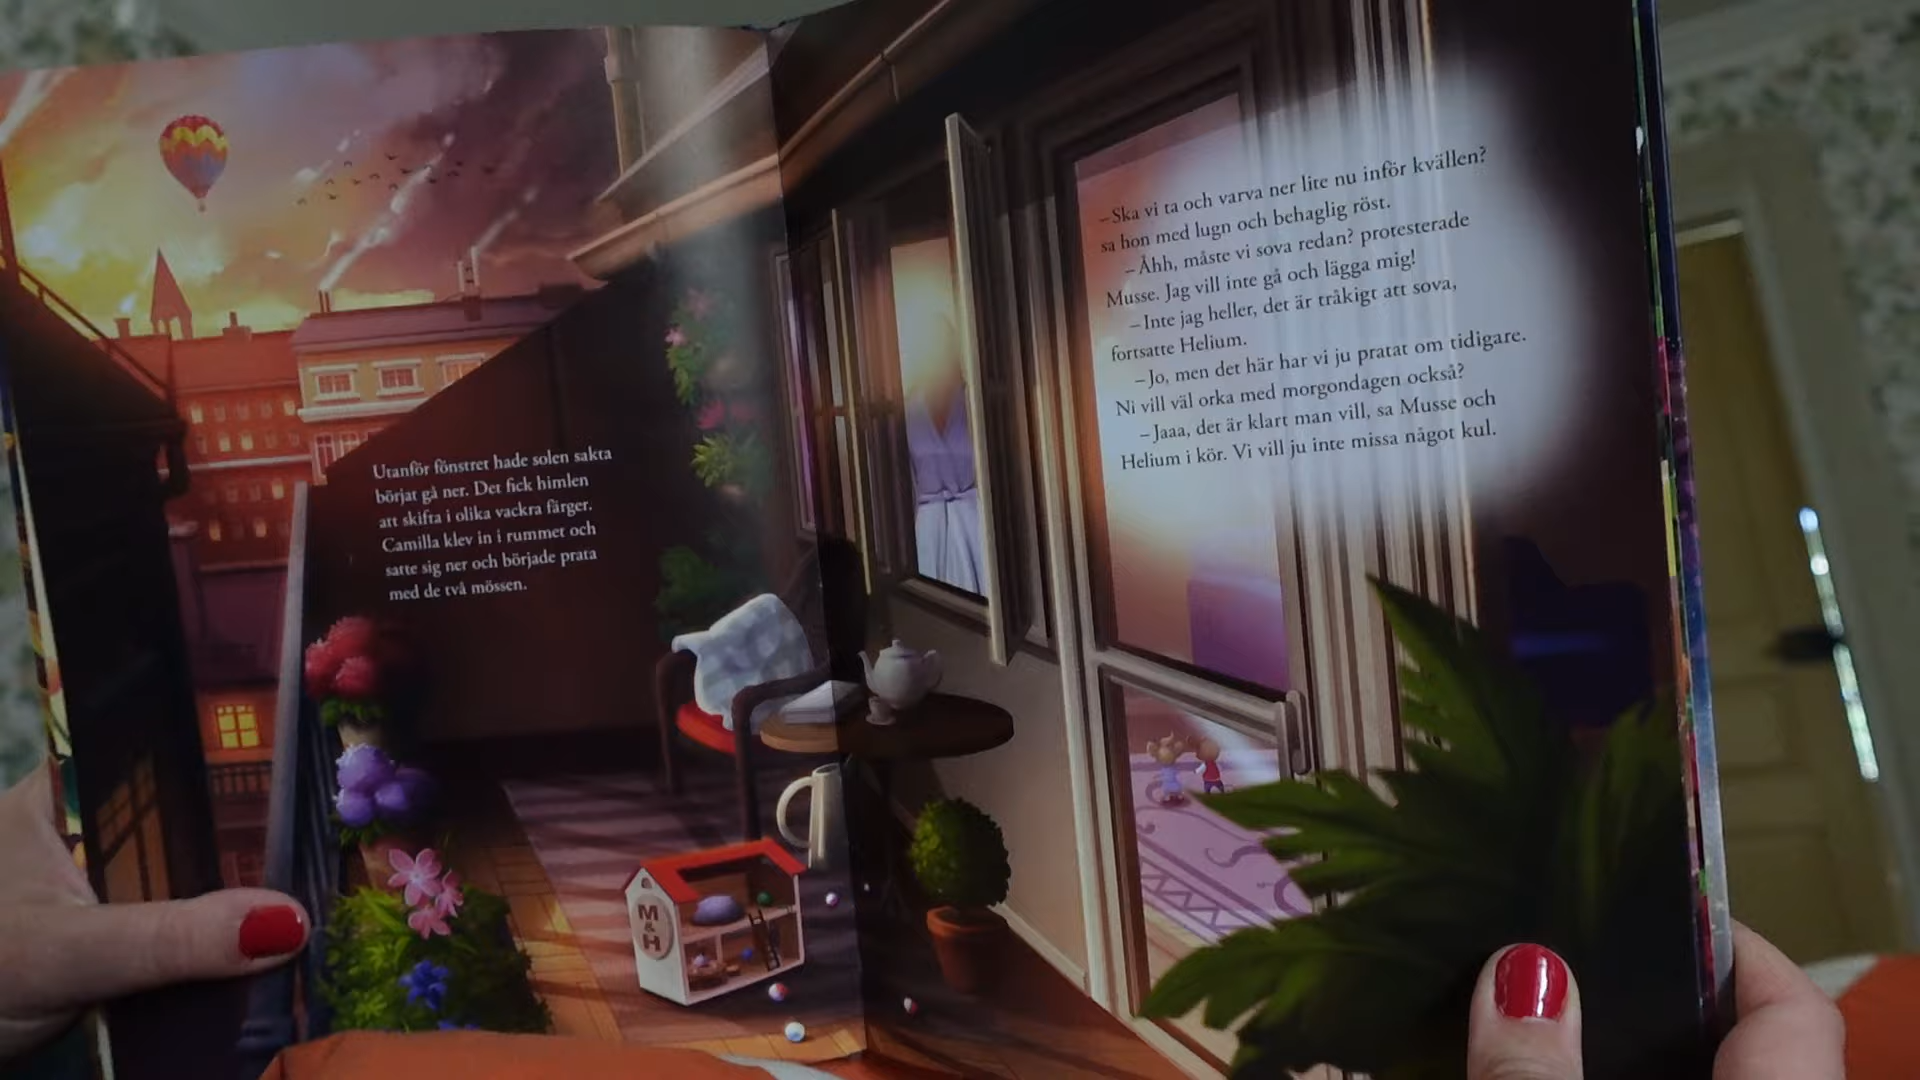 Utanför fönstret hade solen sakta
börjat gå ner. Det fick himlen
att skifta i olika vackra färger.
Camilla klev in i rummet och
satte sig ner och började prata
med de två mössen.
M
&
H
– Ska vi ta och varva ner lite nu inför kvällen?
sa hon med lugn och behaglig röst.
– Åhh, måste vi sova redan? protesterade
Musse. Jag vill inte gå och lägga mig!
– Inte jag heller, det är tråkigt att sova,
fortsatte Helium.
– Jo, men det här har vi ju pratat om tidigare.
Ni vill väl orka med morgondagen också?
– Jaaa, det är klart man vill, sa Musse och
Helium i kör. Vi vill ju inte missa något kul.